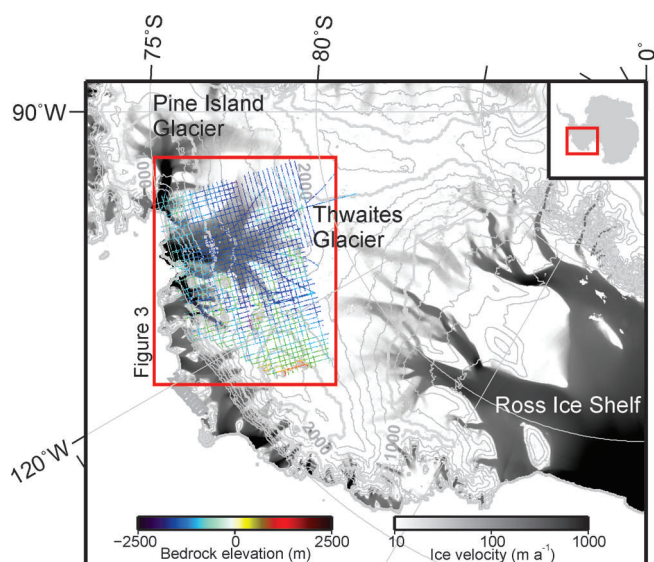 75°S
80°S
0°
90°W
Pine Island
Glacier
2000
Thwaites
Glacier
Figure 3
Ross Ice Shelf
120°W
2000
1000
−2500 0 2500
Bedrock elevation (m)
10 100 1000
Ice velocity (m a⁻¹)